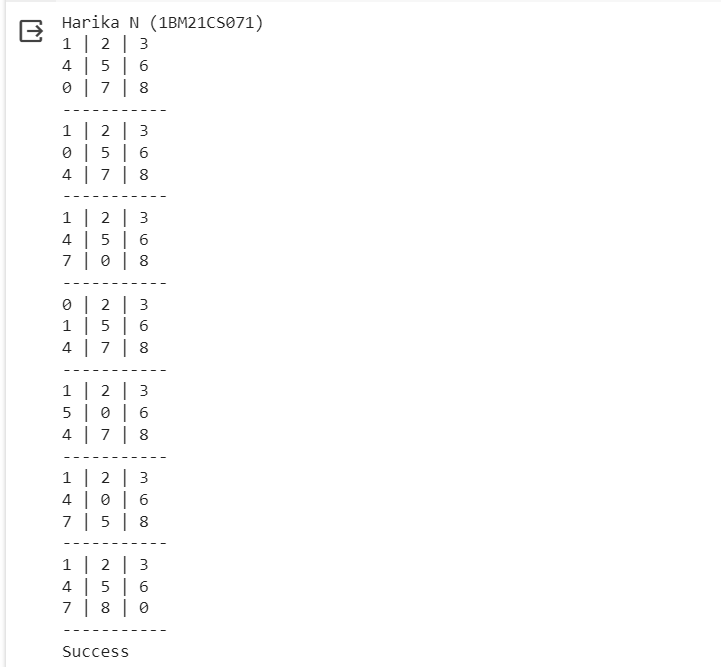 Harika N (1BM21CS071)
1 | 2 | 3
4 | 5 | 6
0 | 7 | 8
-----------
1 | 2 | 3
0 | 5 | 6
4 | 7 | 8
-----------
1 | 2 | 3
4 | 5 | 6
7 | 0 | 8
-----------
0 | 2 | 3
1 | 5 | 6
4 | 7 | 8
-----------
1 | 2 | 3
5 | 0 | 6
4 | 7 | 8
-----------
1 | 2 | 3
4 | 0 | 6
7 | 5 | 8
-----------
1 | 2 | 3
4 | 5 | 6
7 | 8 | 0
-----------
Success